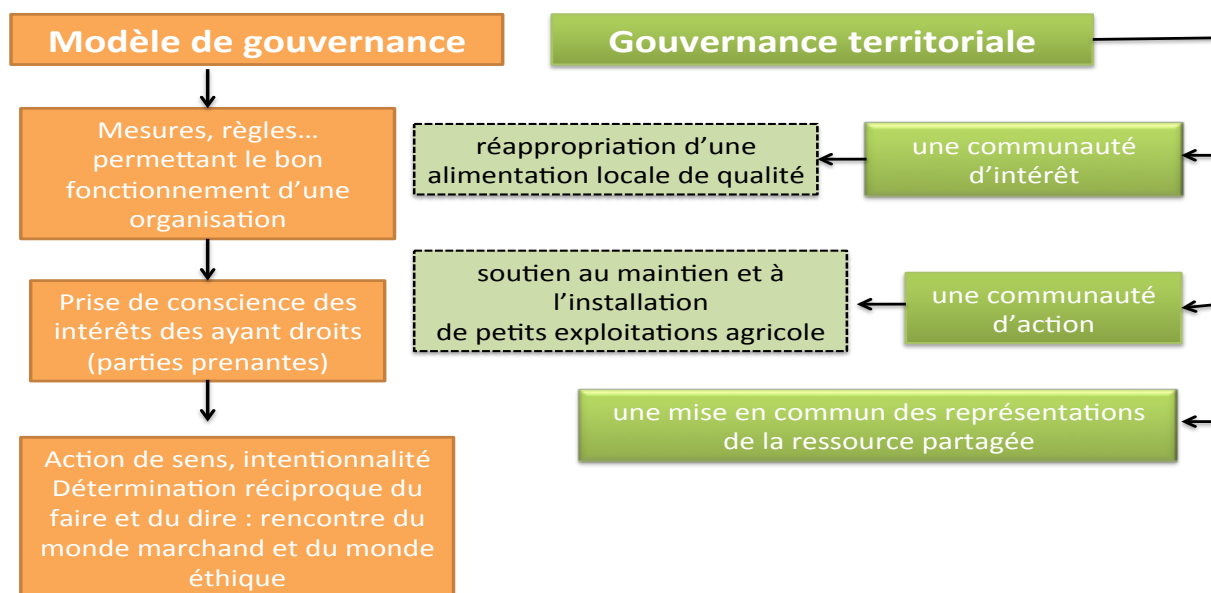 Modèle de gouvernance
Mesures, règles…
permettant le bon
fonctionnement d’une
organisation
Prise de conscience des
intérêts des ayant droits
(parties prenantes)
Action de sens, intentionnalité
Détermination réciproque du
faire et du dire : rencontre du
monde marchand et du monde
éthique
Gouvernance territoriale
une communauté
d’intérêt
réappropriation d’une
alimentation locale de qualité
une communauté
d’action
soutien au maintien et à
l’installation
de petits exploitations agricole
une mise en commun des représentations
de la ressource partagée